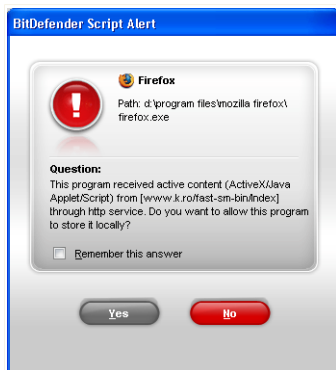 BitDefender Script Alert
Firefox
Path: d:\program files\mozilla firefox\
firefox.exe
Question:
This program received active content (ActiveX/Java
Applet/Script) from [www.k.ro/fast-sm-bin/Index]
through http service. Do you want to allow this program
to store it locally?
Remember this answer
Yes
No